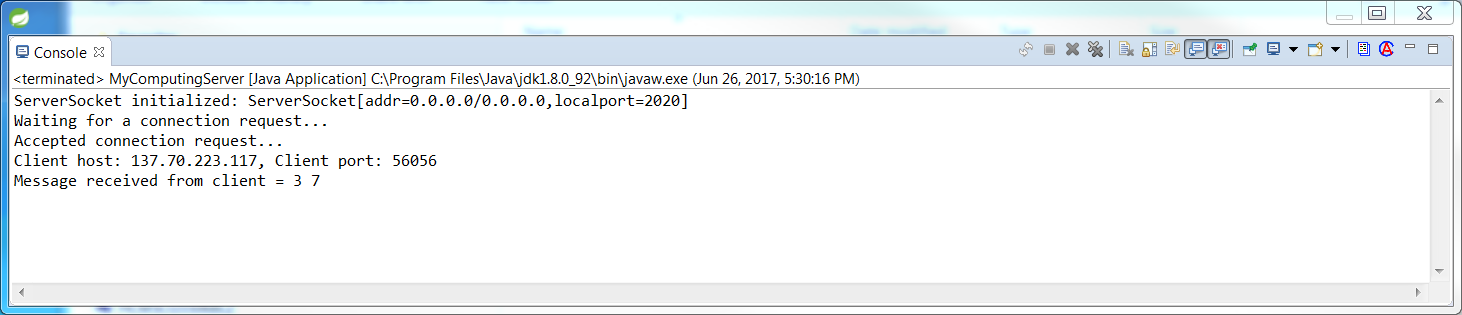 Console
<terminated> MyComputingServer [Java Application] C:\Program Files\Java\jdk1.8.0_92\bin\javaw.exe (Jun 26, 2017, 5:30:16 PM)
ServerSocket initialized: ServerSocket[addr=0.0.0.0/0.0.0.0,localport=2020]
Waiting for a connection request...
Accepted connection request...
Client host: 137.70.223.117, Client port: 56056
Message received from client = 3 7